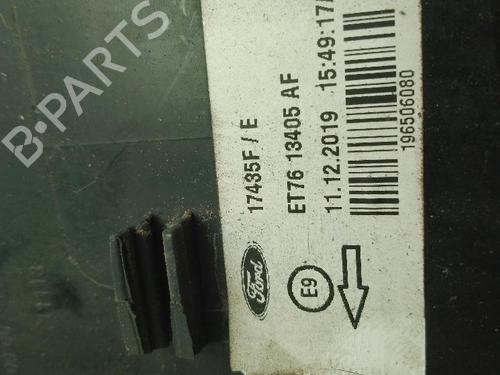 B-PARTS
17435F / E
ET76 13405 AF
11.12.2019 15:49:17
196506080
Ford
E9